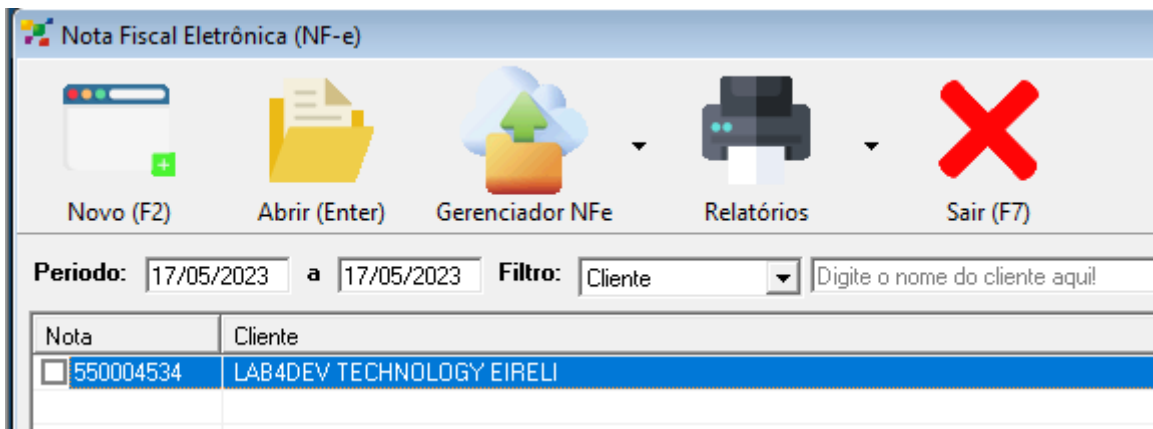 Nota Fiscal Eletrônica (NF-e)
Novo (F2) Abrir (Enter) Gerenciador NFe Relatórios Sair (F7)
Periodo: 17/05/2023 a 17/05/2023 Filtro: Cliente Digite o nome do cliente aqui!
Nota Cliente
550004534 LAB4DEV TECHNOLOGY EIRELI